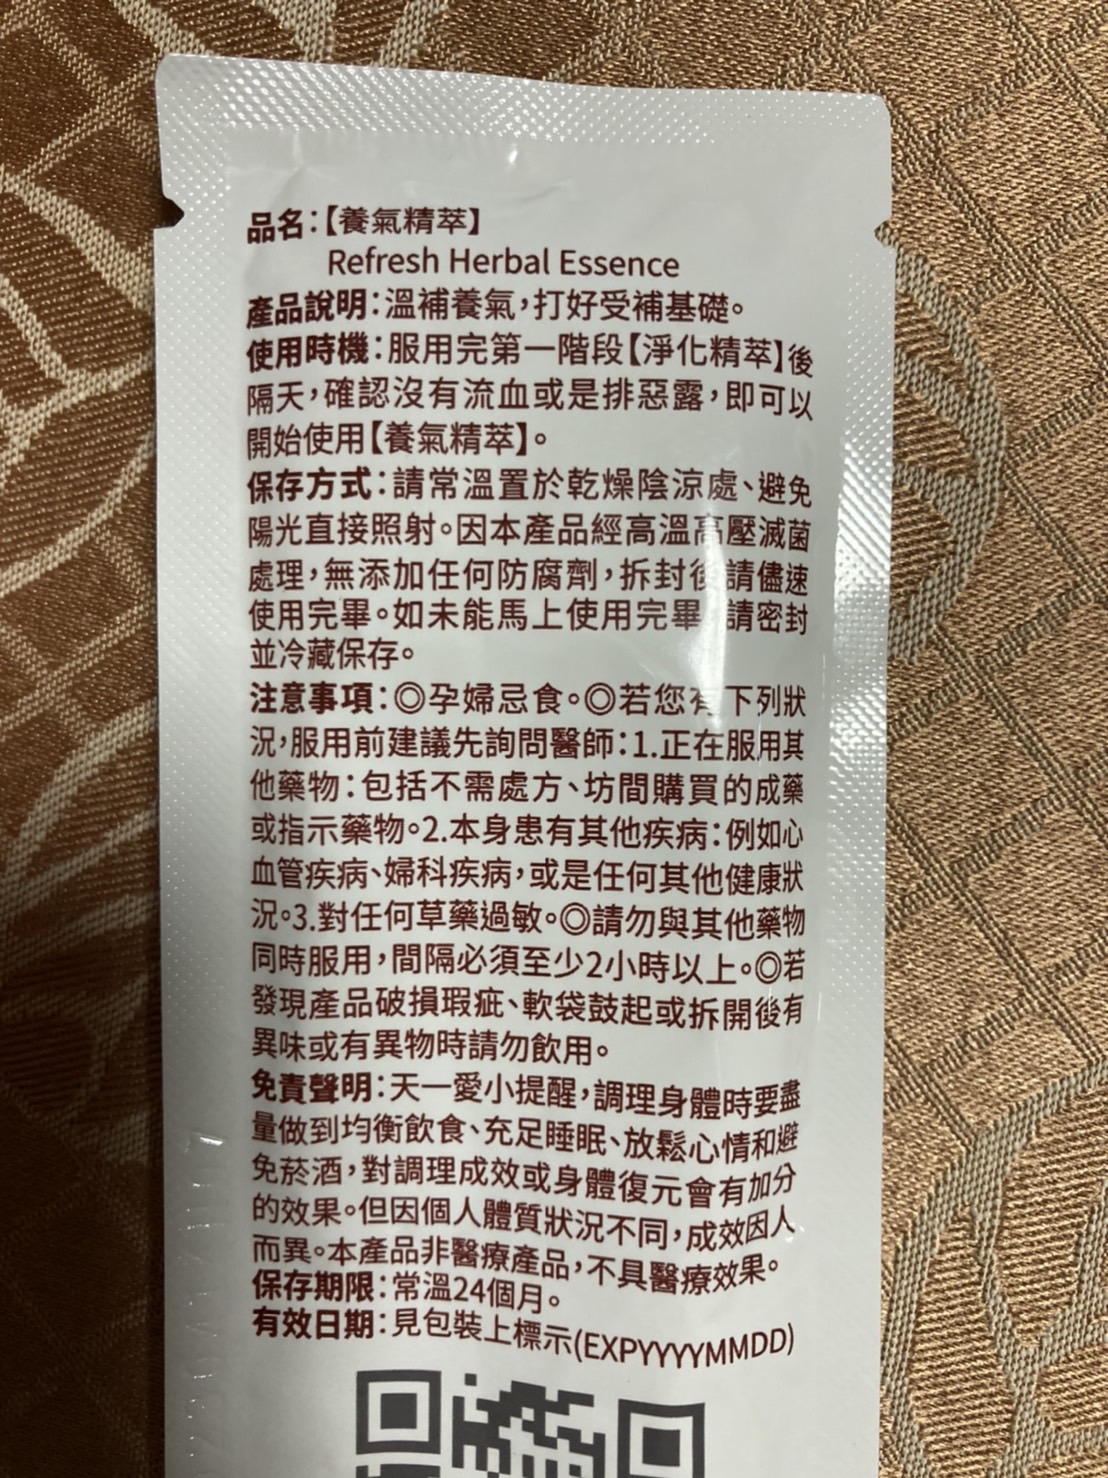 品名:【養氣精萃】
Refresh Herbal Essence
產品說明:溫補養氣,打好受補基礎。
使用時機:服用完第一階段【淨化精萃】後
隔天,確認沒有流血或是排惡露,即可以
開始使用【養氣精萃】。
保存方式:請常溫置於乾燥陰涼處、避免
陽光直接照射。因本產品經高溫高壓滅菌
處理,無添加任何防腐劑,拆封後請儘速
使用完畢。如未能馬上使用完畢 請密封
並冷藏保存。
注意事項:◎孕婦忌食。◎若您有下列狀
況,服用前建議先詢問醫師:1.正在服用其
他藥物:包括不需處方、坊間購買的成藥
或指示藥物。2.本身患有其他疾病:例如心
血管疾病、婦科疾病,或是任何其他健康狀
況。3.對任何草藥過敏。◎請勿與其他藥物
同時服用,間隔必須至少2小時以上。◎若
發現產品破損瑕疵、軟袋鼓起或拆開後有
異味或有異物時請勿飲用。
免責聲明:天一愛小提醒,調理身體時要盡
量做到均衡飲食、充足睡眠、放鬆心情和避
免菸酒,對調理成效或身體復元會有加分
的效果。但因個人體質狀況不同,成效因人
而異。本產品非醫療產品,不具醫療效果。
保存期限:常溫24個月。
有效日期:見包裝上標示(EXPYYYYMMDD)